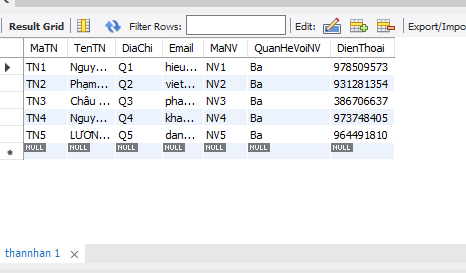 Result Grid Filter Rows: Edit: Export/Impo
MaTN TenTN DiaChi Email MaNV QuanHeVoiNV DienThoai
TN1 Nguy... Q1 hieu... NV1 Ba 978509573
TN2 Phạm... Q2 viet... NV2 Ba 931281354
TN3 Châu ... Q3 pha... NV3 Ba 386706637
TN4 Nguy... Q4 kha... NV4 Ba 973748405
TN5 LƯƠN... Q5 dan... NV5 Ba 964491810
NULL NULL NULL NULL NULL NULL NULL
thannhan 1